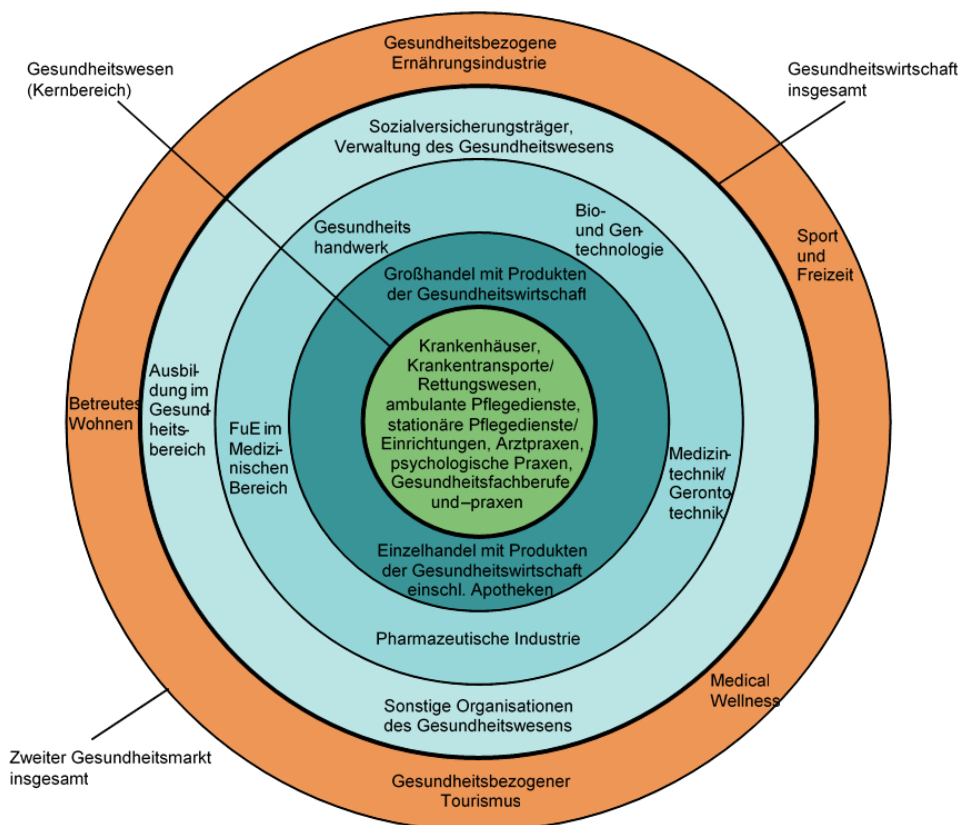 Gesundheitsbezogene
Ernährungsindustrie
Gesundheitswesen
(Kernbereich)
Gesundheitswirtschaft
insgesamt
Sozialversicherungsträger,
Verwaltung des Gesundheitswesens
Gesundheits
handwerk
Bio-
und Gen-
technologie
Sport
und
Freizeit
Großhandel mit Produkten
der Gesundheitswirtschaft
Krankenhäuser,
Krankentransporte/
Rettungswesen,
ambulante Pflegedienste,
stationäre Pflegedienste/
Einrichtungen, Arztpraxen,
psychologische Praxen,
Gesundheitsfachberufe
und–praxen
Ausbil-
dung im
Gesund-
heits-
bereich
Betreutes
Wohnen
FuE im
Medizi-
nischen
Bereich
Medizin-
technik/
Geronto
technik
Einzelhandel mit Produkten
der Gesundheitswirtschaft
einschl. Apotheken
Pharmazeutische Industrie
Medical
Wellness
Sonstige Organisationen
des Gesundheitswesens
Zweiter Gesundheitsmarkt
insgesamt
Gesundheitsbezogener
Tourismus